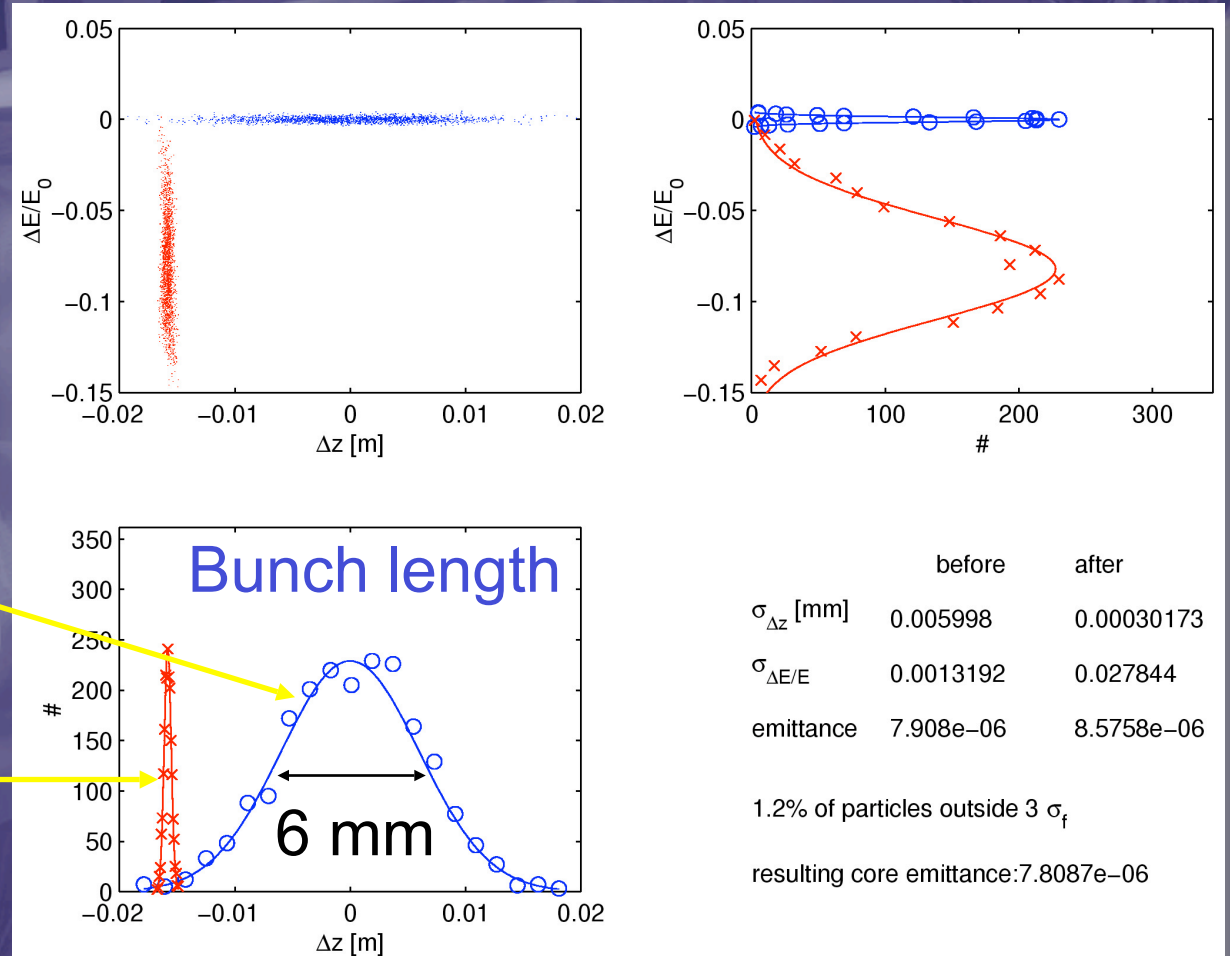 0.05
0
−0.05
−0.1
−0.15
ΔE/E0
−0.02 −0.01 0 0.01 0.02
Δz [m]
0.05
0
−0.05
−0.1
−0.15
ΔE/E0
0 100 200 300
#
350
300
250
200
150
100
50
0
#
Bunch length
6 mm
−0.02 −0.01 0 0.01 0.02
Δz [m]
before after
σΔz [mm] 0.005998 0.00030173
σΔE/E 0.0013192 0.027844
emittance 7.908e−06 8.5758e−06
1.2% of particles outside 3 σf
resulting core emittance:7.8087e−06